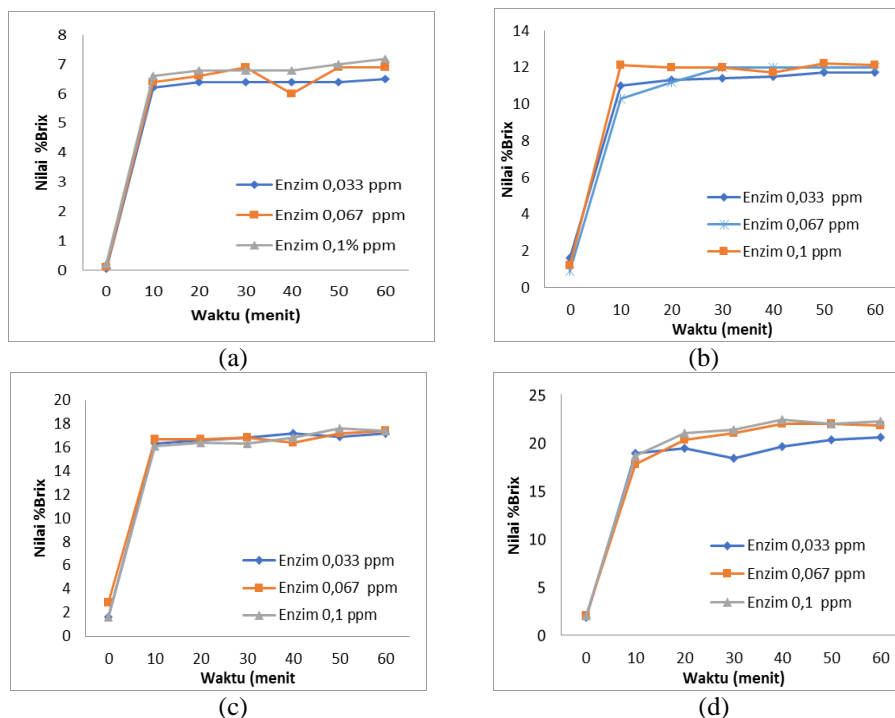 8
7
6
5
4
3
2
1
0
Nilai %Brix
Enzim 0,033 ppm
Enzim 0,067 ppm
Enzim 0,1% ppm
0 10 20 30 40 50 60
Waktu (menit)
(a)
14
12
10
8
6
4
2
0
Nilai %Brix
Enzim 0,033 ppm
Enzim 0,067 ppm
Enzim 0,1 ppm
0 10 20 30 40 50 60
Waktu (menit)
(b)
20
18
16
14
12
10
8
6
4
2
0
Nilai %Brix
Enzim 0,033 ppm
Enzim 0,067 ppm
Enzim 0,1 ppm
0 10 20 30 40 50 60
Waktu (menit
(c)
25
20
15
10
5
0
Nilai %Brix
Enzim 0,033 ppm
Enzim 0,067 ppm
Enzim 0,1 ppm
0 10 20 30 40 50 60
Waktu (menit)
(d)